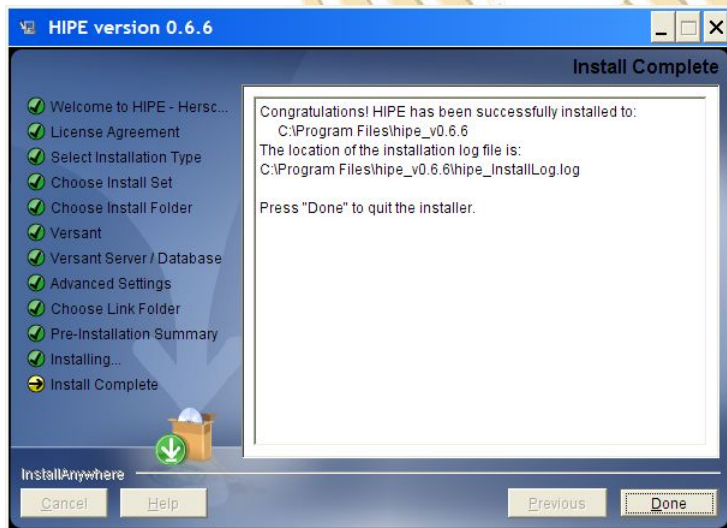 HIPE version 0.6.6
Install Complete
Welcome to HIPE - Hersc...
License Agreement
Select Installation Type
Choose Install Set
Choose Install Folder
Versant
Versant Server / Database
Advanced Settings
Choose Link Folder
Pre-Installation Summary
Installing...
Install Complete
Congratulations! HIPE has been successfully installed to:
C:\Program Files\hipe_v0.6.6
The location of the installation log file is:
C:\Program Files\hipe_v0.6.6\hipe_InstallLog.log
Press "Done" to quit the installer.
InstallAnywhere
Cancel Help Previous Done